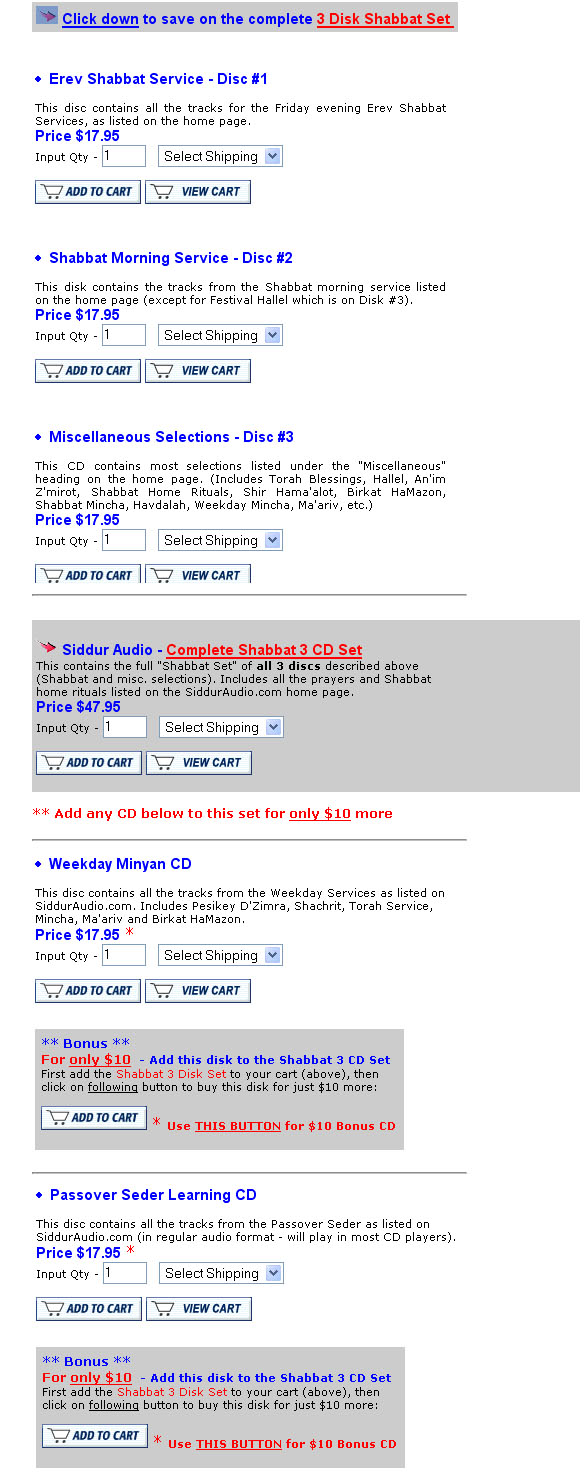 Click down to save on the complete 3 Disk Shabbat Set
Erev Shabbat Service - Disc #1
This disc contains all the tracks for the Friday evening Erev Shabbat
Services, as listed on the home page.
Price $17.95
Input Qty - 1 Select Shipping
ADD TO CART VIEW CART
Shabbat Morning Service - Disc #2
This disk contains the tracks from the Shabbat morning service listed
on the home page (except for Festival Hallel which is on Disk #3).
Price $17.95
Input Qty - 1 Select Shipping
ADD TO CART VIEW CART
Miscellaneous Selections - Disc #3
This CD contains most selections listed under the "Miscellaneous"
heading on the home page. (Includes Torah Blessings, Hallel, An'im
Z'mirot, Shabbat Home Rituals, Shir Hama'alot, Birkat HaMazon,
Shabbat Mincha, Havdalah, Weekday Mincha, Ma'ariv, etc.)
Price $17.95
Input Qty - 1 Select Shipping
ADD TO CART VIEW CART
Siddur Audio - Complete Shabbat 3 CD Set
This contains the full "Shabbat Set" of all 3 discs described above
(Shabbat and misc. selections). Includes all the prayers and Shabbat
home rituals listed on the SiddurAudio.com home page.
Price $47.95
Input Qty - 1 Select Shipping
ADD TO CART VIEW CART
** Add any CD below to this set for only $10 more
Weekday Minyan CD
This disc contains all the tracks from the Weekday Services as listed on
SiddurAudio.com. Includes Pesikey D'Zimra, Shachrit, Torah Service,
Mincha, Ma'ariv and Birkat HaMazon.
Price $17.95 *
Input Qty - 1 Select Shipping
ADD TO CART VIEW CART
** Bonus **
For only $10 - Add this disk to the Shabbat 3 CD Set
First add the Shabbat 3 Disk Set to your cart (above), then
click on following button to buy this disk for just $10 more:
ADD TO CART * Use THIS BUTTON for $10 Bonus CD
Passover Seder Learning CD
This disc contains all the tracks from the Passover Seder as listed on
SiddurAudio.com (in regular audio format - will play in most CD players).
Price $17.95 *
Input Qty - 1 Select Shipping
ADD TO CART VIEW CART
** Bonus **
For only $10 - Add this disk to the Shabbat 3 CD Set
First add the Shabbat 3 Disk Set to your cart (above), then
click on following button to buy this disk for just $10 more:
ADD TO CART * Use THIS BUTTON for $10 Bonus CD